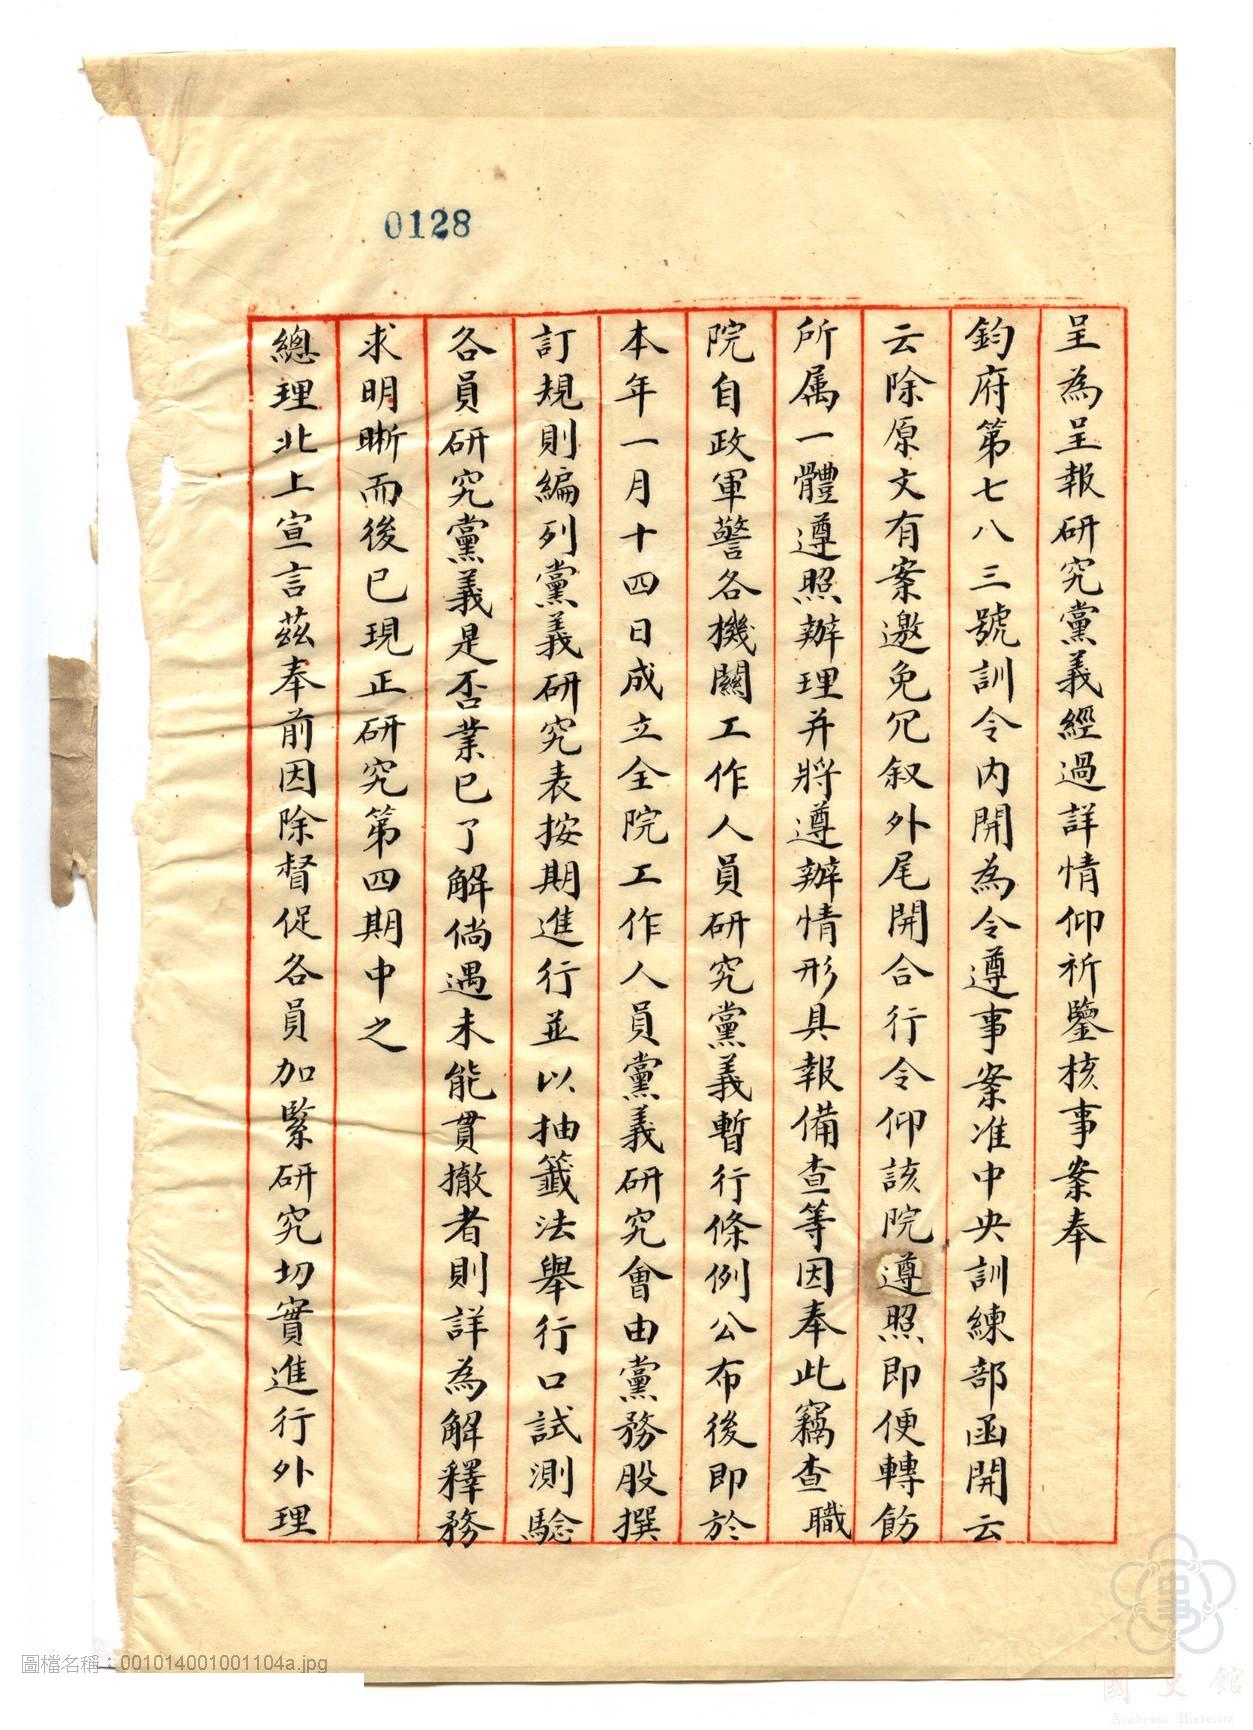 0128
呈為呈報研究黨義經過詳情仰祈鑒核事案奉
鈞府第七八三號訓令內開為令遵事案准中央訓練部函開云
云除原文有案邀免冗叙外尾開合行令仰該院遵照即便轉飭
所属一體遵照辦理并將遵辦情形具報備查等因奉此竊查職
院自政軍警各機關工作人員研究黨義暫行條例公布後即於
本年一月十四日成立全院工作人員黨義研究會由黨務股撰
訂規則編列黨義研究表按期進行並以抽籤法舉行口試測驗
各員研究黨義是否業已了解倘遇未能貫撤者則詳為解釋務
求明晰而後已現正研究第四期中之
總理北上宣言茲奉前因除督促各員加緊研究切實進行外理
圖檔名稱：001014001001104a.jpg
國史館
Academia Historica